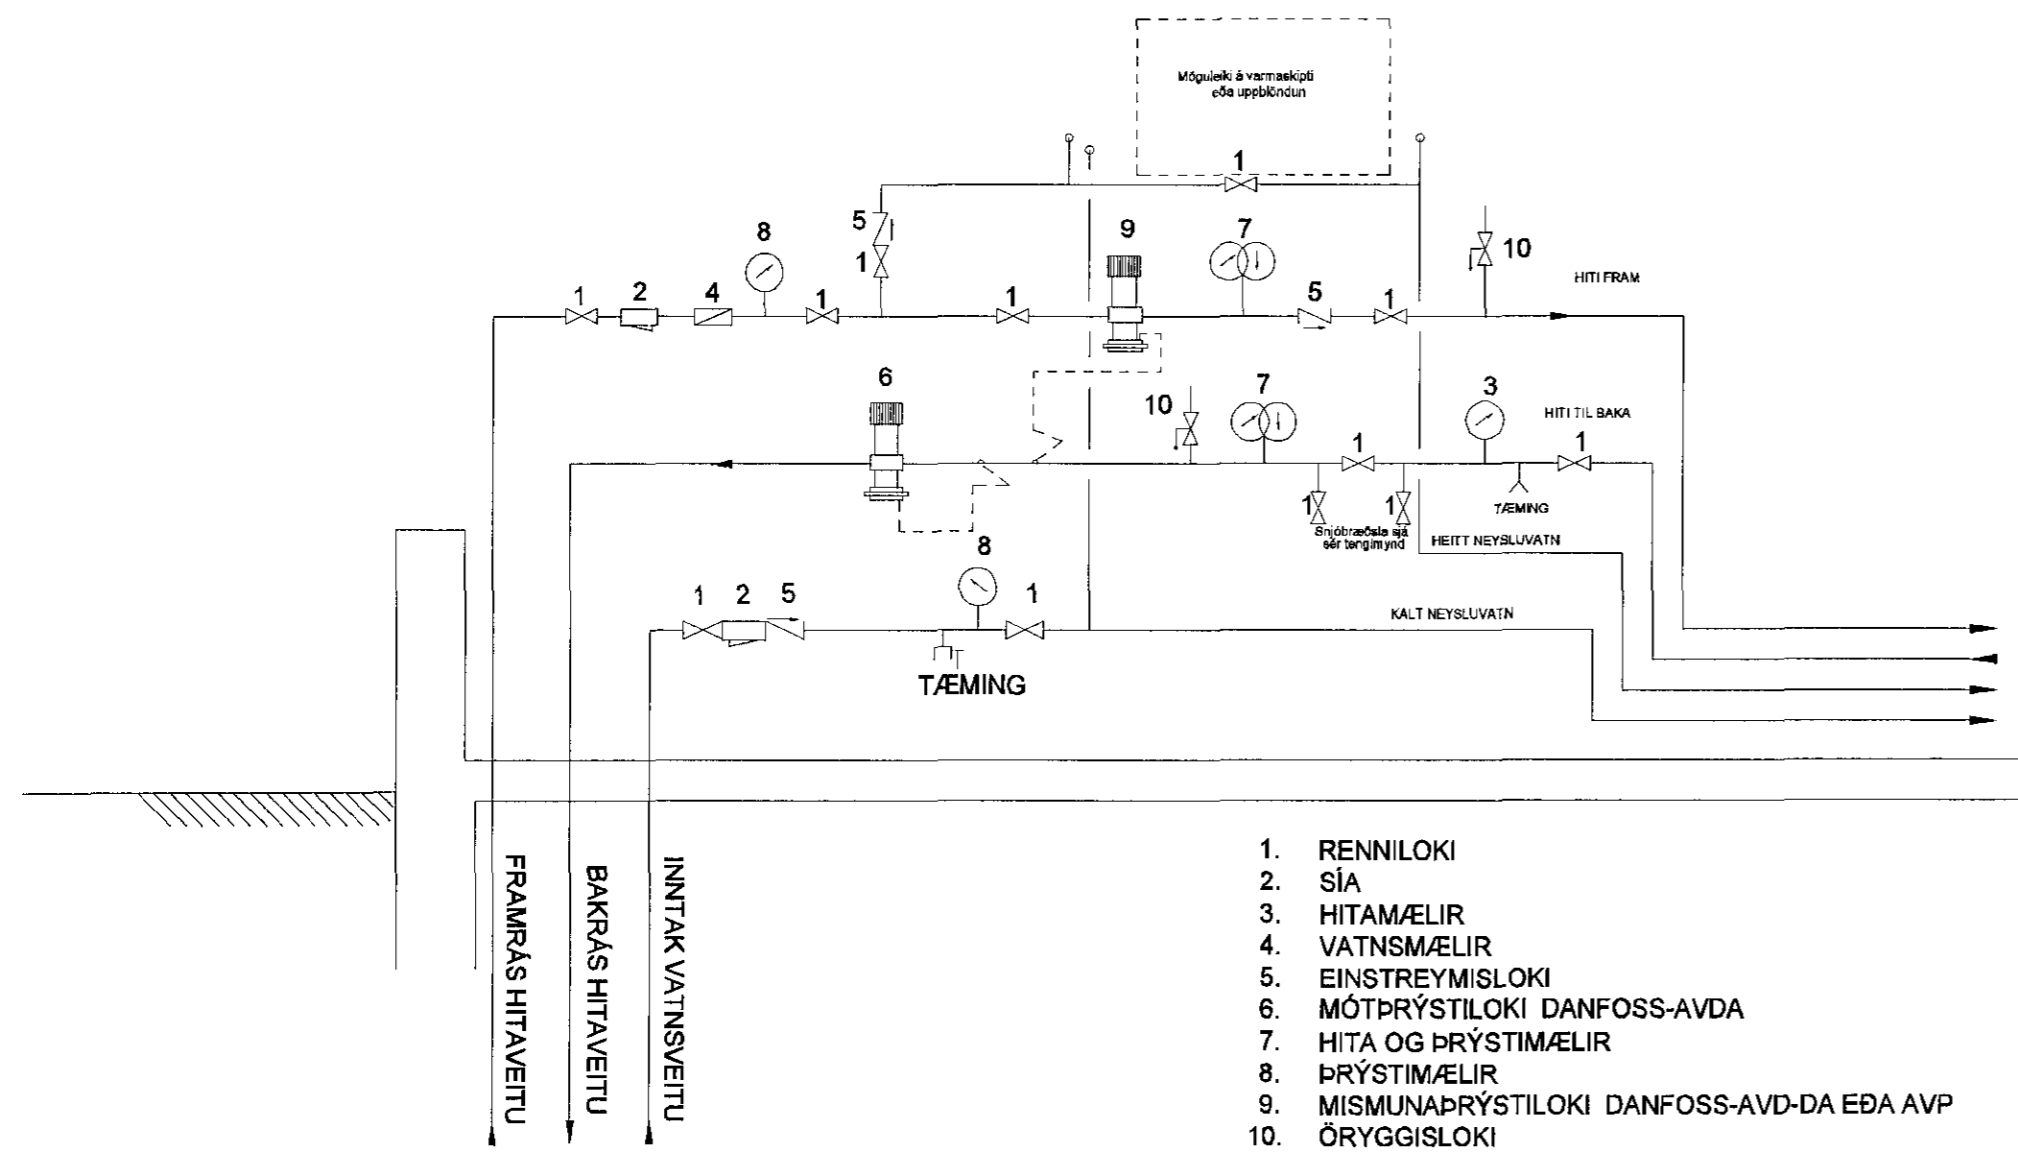 Möguleiki á varmaskipti
eða uppblöndun
1
5
8
9
7
1
10
HITI FRAM
1
2
4
1
1
5
1
6
10
7
3
HITI TIL BAKA
1
1
1
1
TÆMING
Snjóbræðsla sjá
sér tengimynd
HEITT NEYSLUVATN
8
1
2
5
1
KALT NEYSLUVATN
TÆMING
FRAMRÁS HITAVEITU
BAKRÁS HITAVEITU
INNTAK VATNSVEITU
1. RENNILOKI
2. SÍA
3. HITAMÆLIR
4. VATNSMÆLIR
5. EINSTREYMISLOKI
6. MÓTÞRÝSTILOKI DANFOSS-AVDA
7. HITA OG ÞRÝSTIMÆLIR
8. ÞRÝSTIMÆLIR
9. MISMUNAÞRÝSTILOKI DANFOSS-AVD-DA EÐA AVP
10. ÖRYGGISLOKI